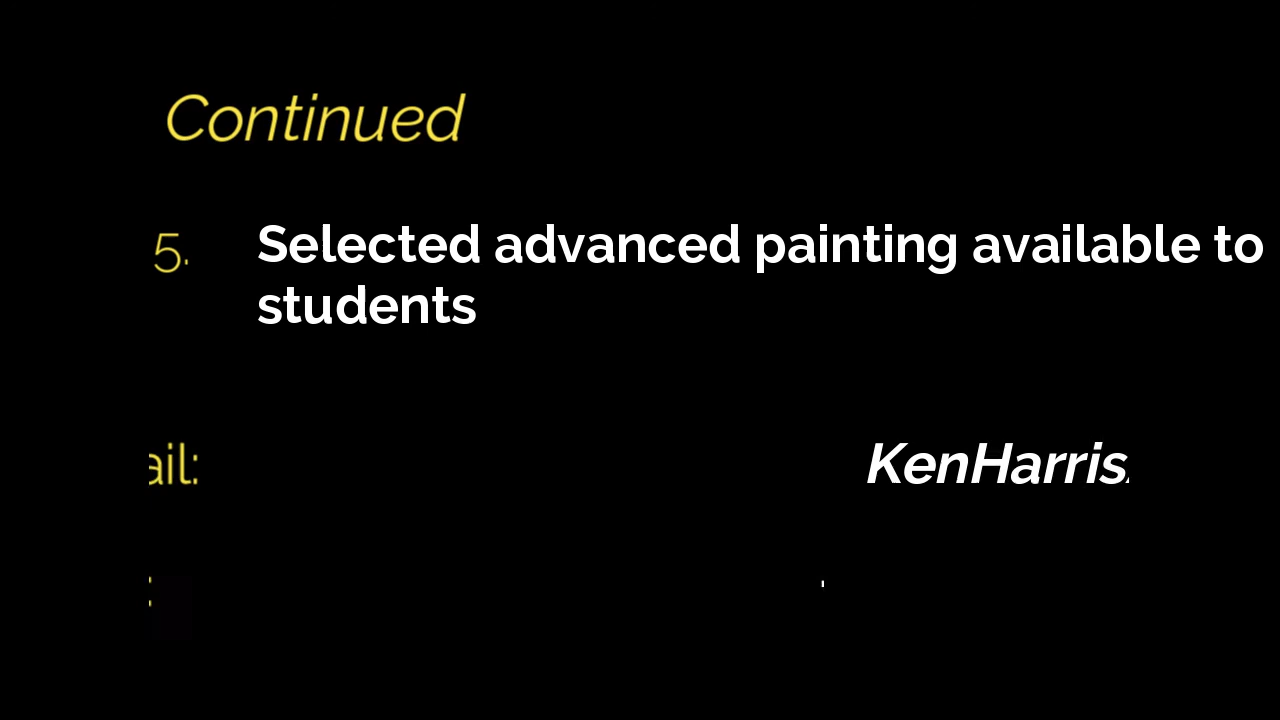 Continued
5. Selected advanced painting available to
students
ail: KenHarris